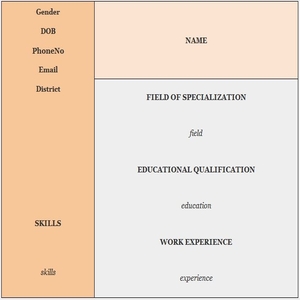 Gender
DOB
PhoneNo
Email
District
SKILLS
skills
NAME
FIELD OF SPECIALIZATION
field
EDUCATIONAL QUALIFICATION
education
WORK EXPERIENCE
experience